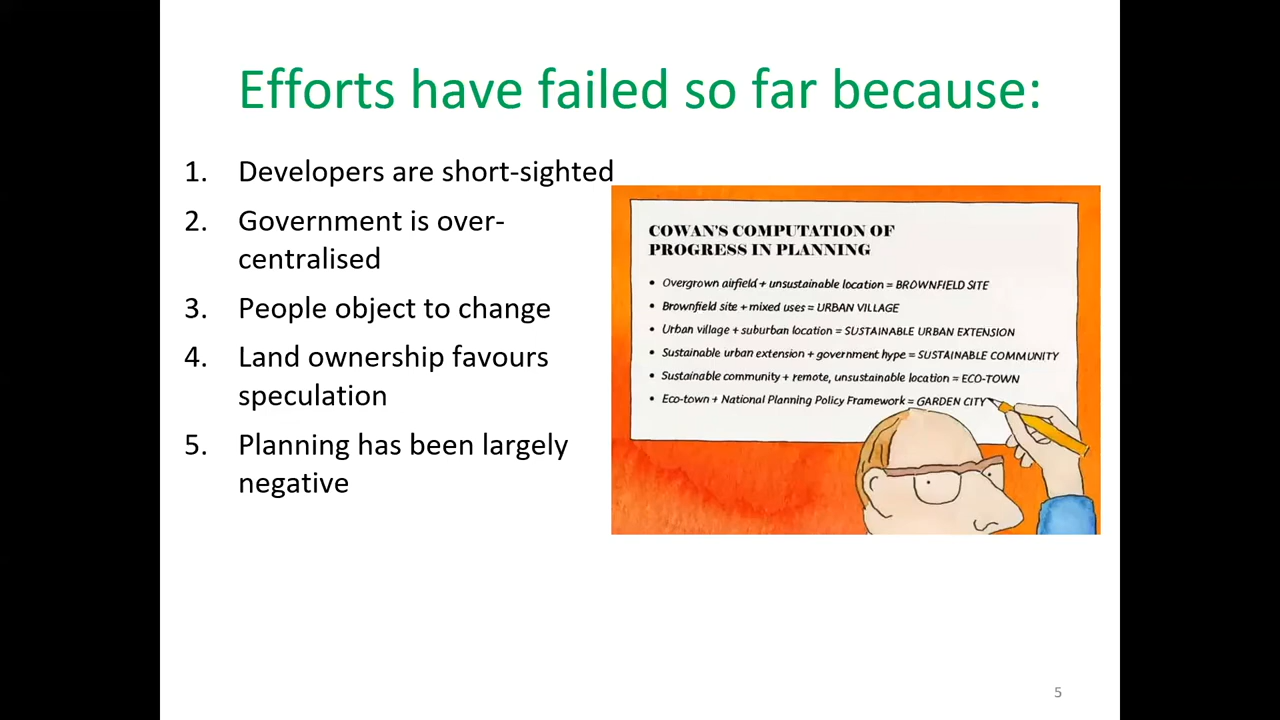 Efforts have failed so far because:
1. Developers are short-sighted
2. Government is over-
centralised
3. People object to change
4. Land ownership favours
speculation
5. Planning has been largely
negative
COWAN'S COMPUTATION OF
PROGRESS IN PLANNING
• Overgrown airfield + unsustainable location = BROWNFIELD SITE
• Brownfield site + mixed uses = URBAN VILLAGE
• Urban village + suburban location = SUSTAINABLE URBAN EXTENSION
• Sustainable urban extension + government hype = SUSTAINABLE COMMUNITY
• Sustainable community + remote, unsustainable location = ECO-TOWN
• Eco-town + National Planning Policy Framework = GARDEN CITY
5